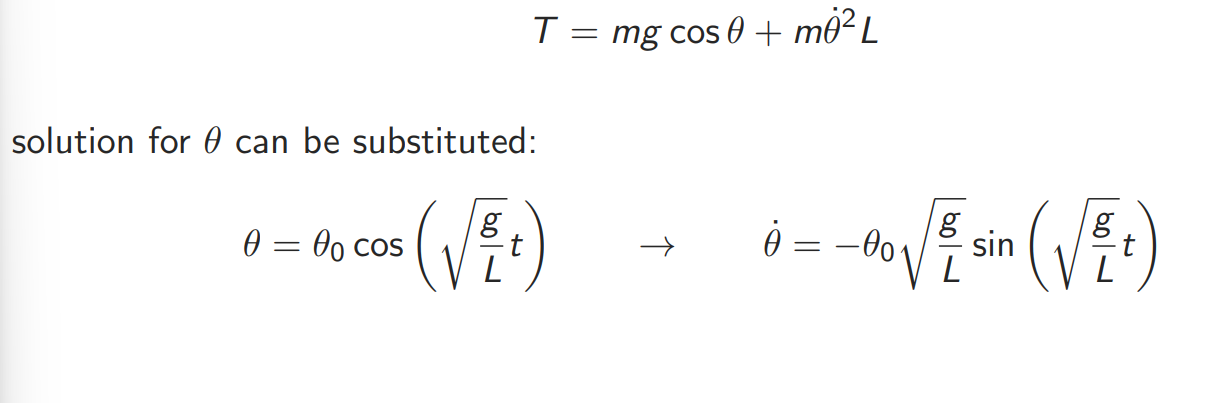 T = mg cos θ + mθ̇²L
solution for θ can be substituted:
θ = θ₀ cos (√(g/L) t) → θ̇ = −θ₀ √(g/L) sin (√(g/L) t)